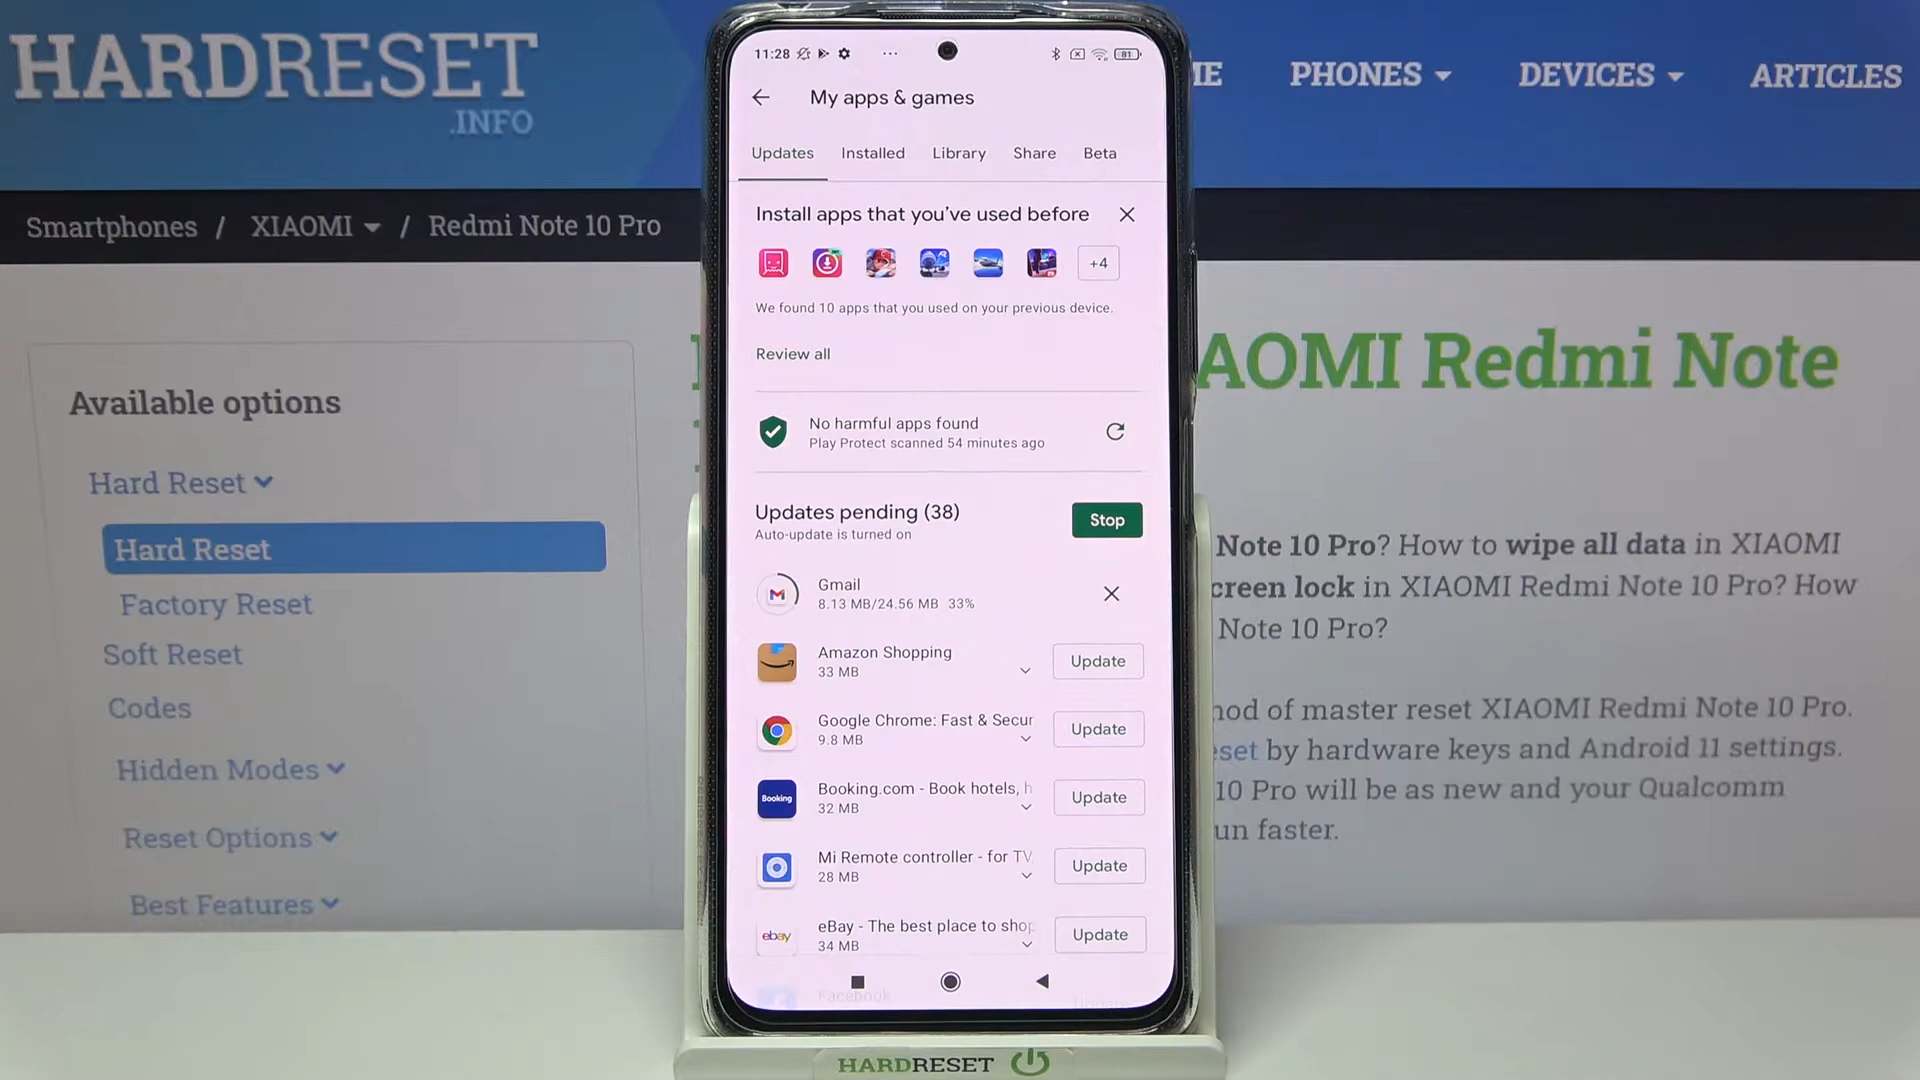 HARDRESET
.INFO
PHONES
DEVICES
ARTICLES
Smartphones / XIAOMI / Redmi Note 10 Pro
Available options
Hard Reset
Hard Reset
Factory Reset
Soft Reset
Codes
Hidden Modes
Reset Options
Best Features
11:28
81
My apps & games
Updates Installed Library Share Beta
Install apps that you've used before
+4
We found 10 apps that you used on your previous device.
Review all
No harmful apps found
Play Protect scanned 54 minutes ago
Updates pending (38)
Stop
Auto-update is turned on
Gmail
8.13 MB/24.56 MB 33%
Amazon Shopping
33 MB
Update
Google Chrome: Fast & Secur
9.8 MB
Update
Booking
Booking.com - Book hotels, h
32 MB
Update
Mi Remote controller - for TV,
28 MB
Update
ebay
eBay - The best place to shop
34 MB
Update
Facebook
Update
AOMI Redmi Note
Note 10 Pro? How to wipe all data in XIAOMI
creen lock in XIAOMI Redmi Note 10 Pro? How
Note 10 Pro?
hod of master reset XIAOMI Redmi Note 10 Pro.
eset by hardware keys and Android 11 settings.
10 Pro will be as new and your Qualcomm
un faster.
HARDRESET